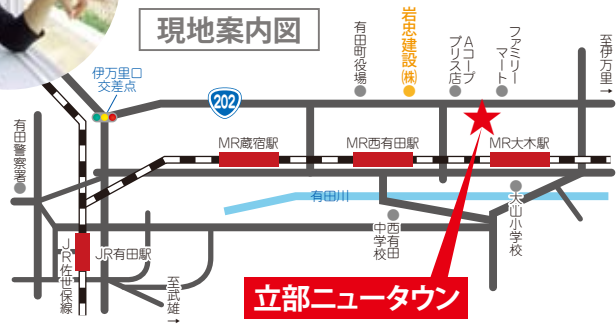 現地案内図
伊万里口
交差点
202
有田町役場
岩忠建設㈱
Aコープ
プリス店
ファミリー
マート
至伊万里→
MR蔵宿駅
MR西有田駅
MR大木駅
有田警察署
有田川
西有田
中学校
大山小学校
JR佐世保線
JR有田駅
至武雄→
立部ニュータウン